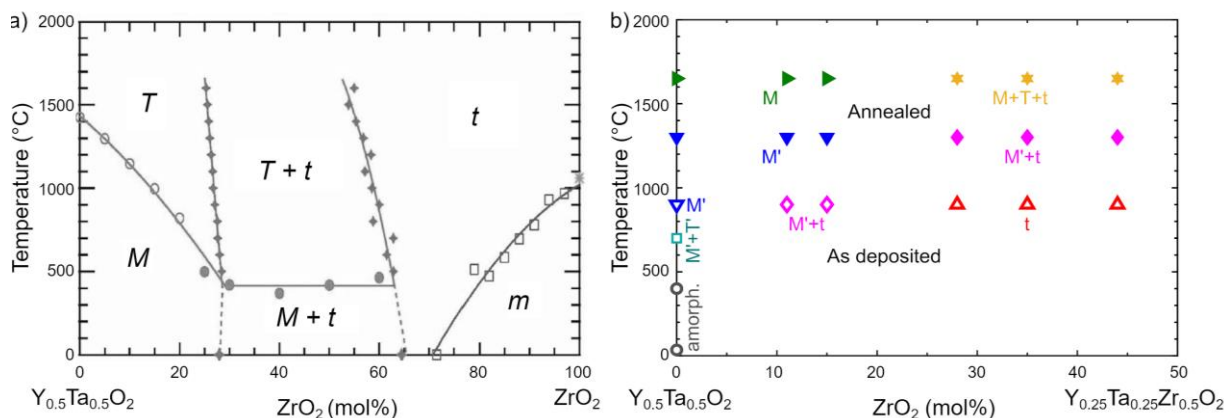 a)
Temperature (°C)
2000
1500
1000
500
0
T
T + t
t
M
M + t
m
0 20 40 60 80 100
Y0.5Ta0.5O2 ZrO2 (mol%) ZrO2
b)
Temperature (°C)
2000
1500
1000
500
0
M
Annealed
M+T+t
M'
M'+t
M'
M'+t
t
M'+T'
As deposited
amorph.
0 10 20 30 40 50
Y0.5Ta0.5O2 ZrO2 (mol%) Y0.25Ta0.25Zr0.5O2